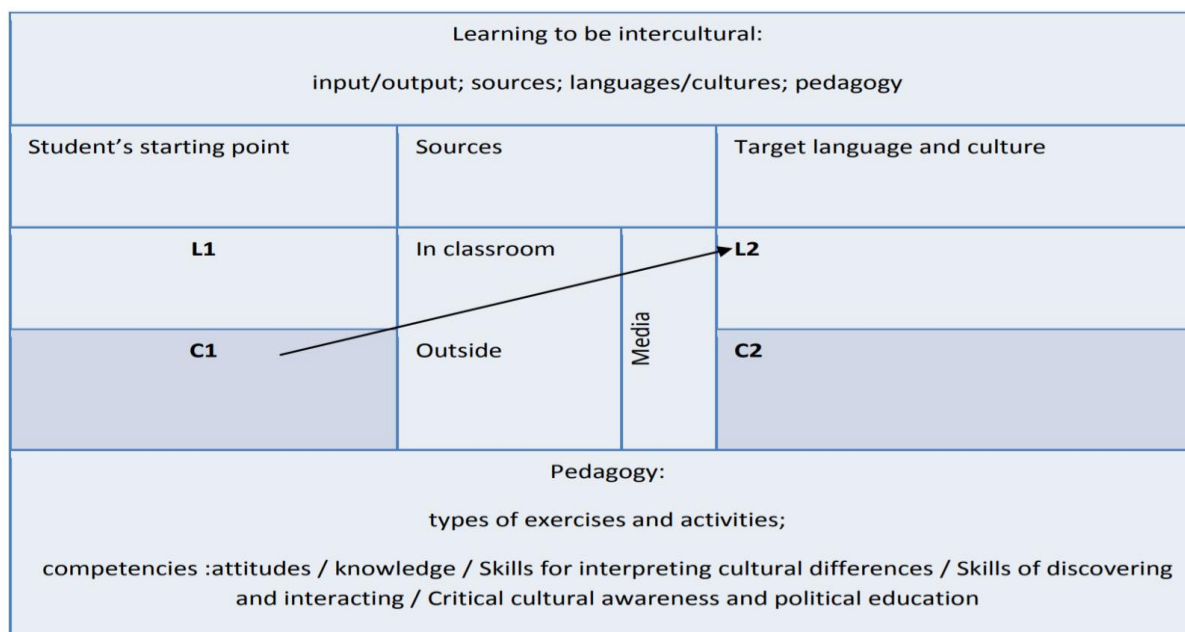 Learning to be intercultural:
input/output; sources; languages/cultures; pedagogy
Student's starting point
Sources
Target language and culture
L1
In classroom
Media
L2
C1
Outside
C2
Pedagogy:
types of exercises and activities;
competencies :attitudes / knowledge / Skills for interpreting cultural differences / Skills of discovering
and interacting / Critical cultural awareness and political education